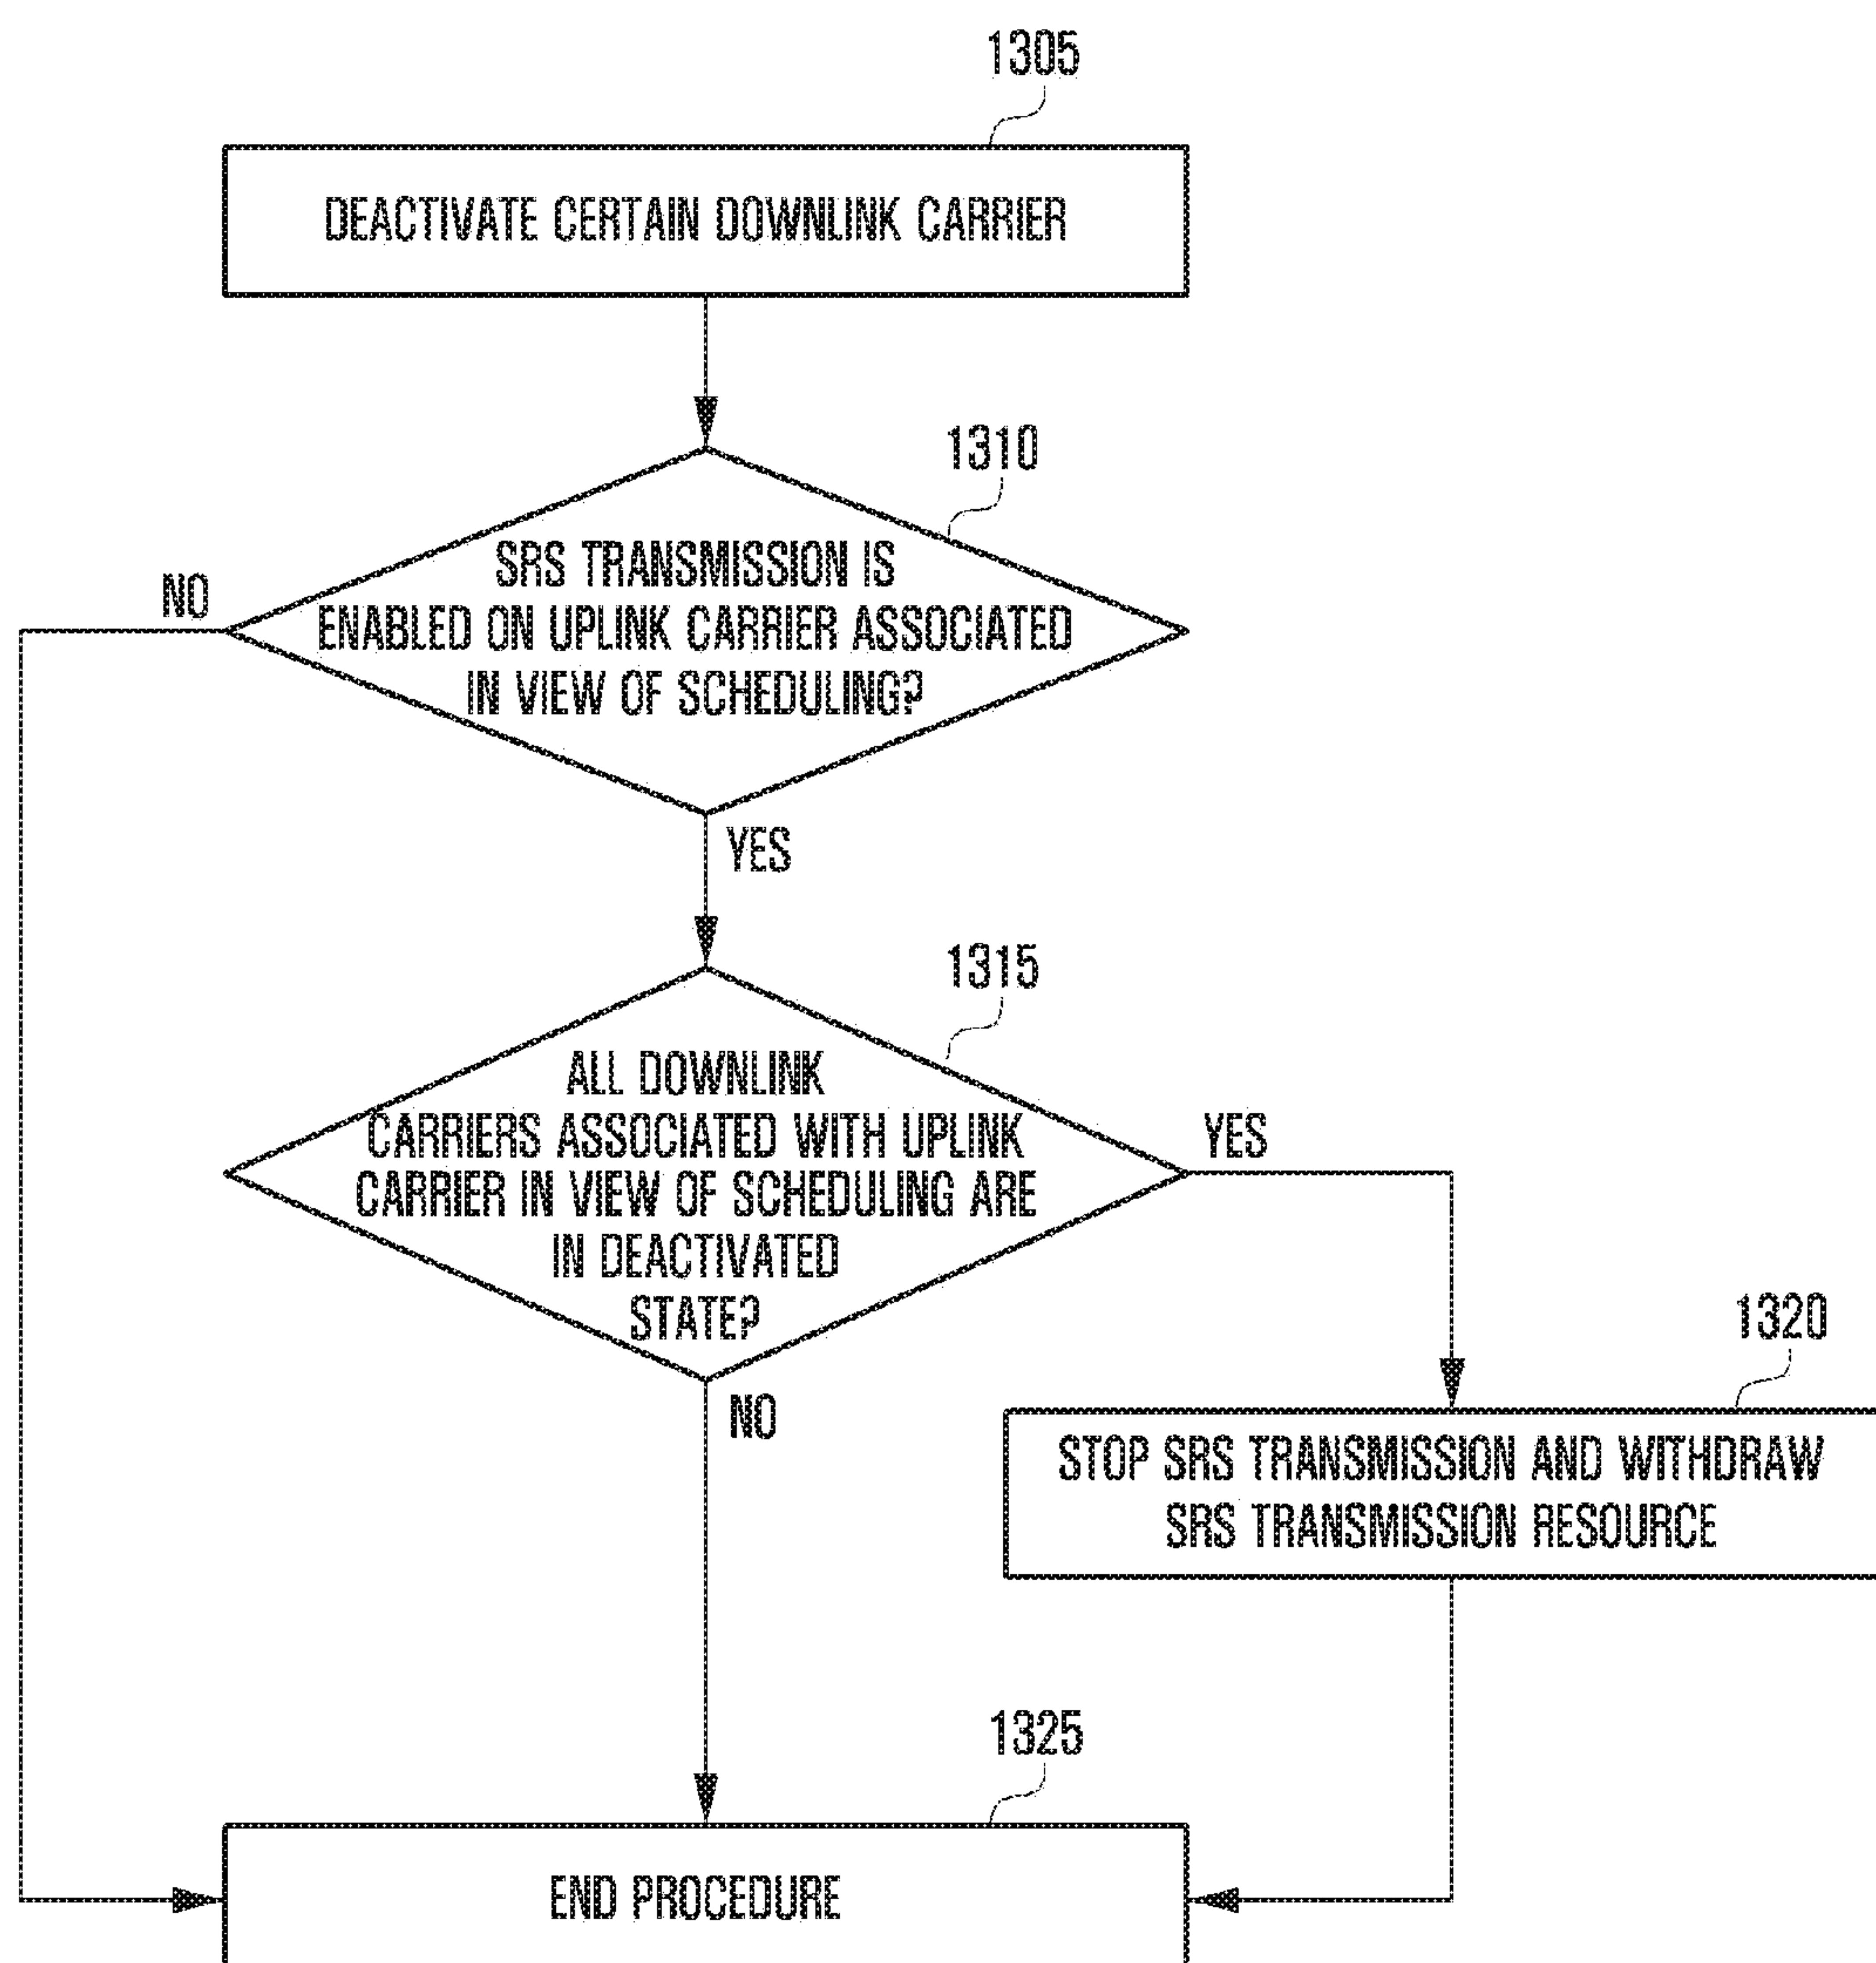 1305
DEACTIVATE CERTAIN DOWNLINK CARRIER
1310
SRS TRANSMISSION IS
ENABLED ON UPLINK CARRIER ASSOCIATED
IN VIEW OF SCHEDULING?
NO
YES
1315
ALL DOWNLINK
CARRIERS ASSOCIATED WITH UPLINK
CARRIER IN VIEW OF SCHEDULING ARE
IN DEACTIVATED
STATE?
YES
NO
1320
STOP SRS TRANSMISSION AND WITHDRAW
SRS TRANSMISSION RESOURCE
1325
END PROCEDURE